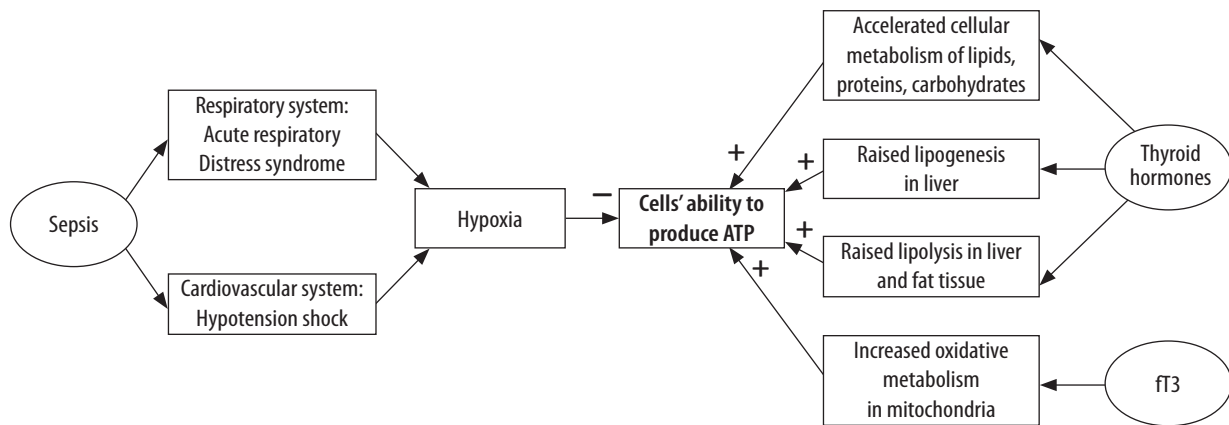 Sepsis
Respiratory system:
Acute respiratory
Distress syndrome
Cardiovascular system:
Hypotension shock
Hypoxia
−
Cells’ ability to
produce ATP
+
+
+
+
Accelerated cellular
metabolism of lipids,
proteins, carbohydrates
Raised lipogenesis
in liver
Raised lipolysis in liver
and fat tissue
Increased oxidative
metabolism
in mitochondria
Thyroid
hormones
fT3